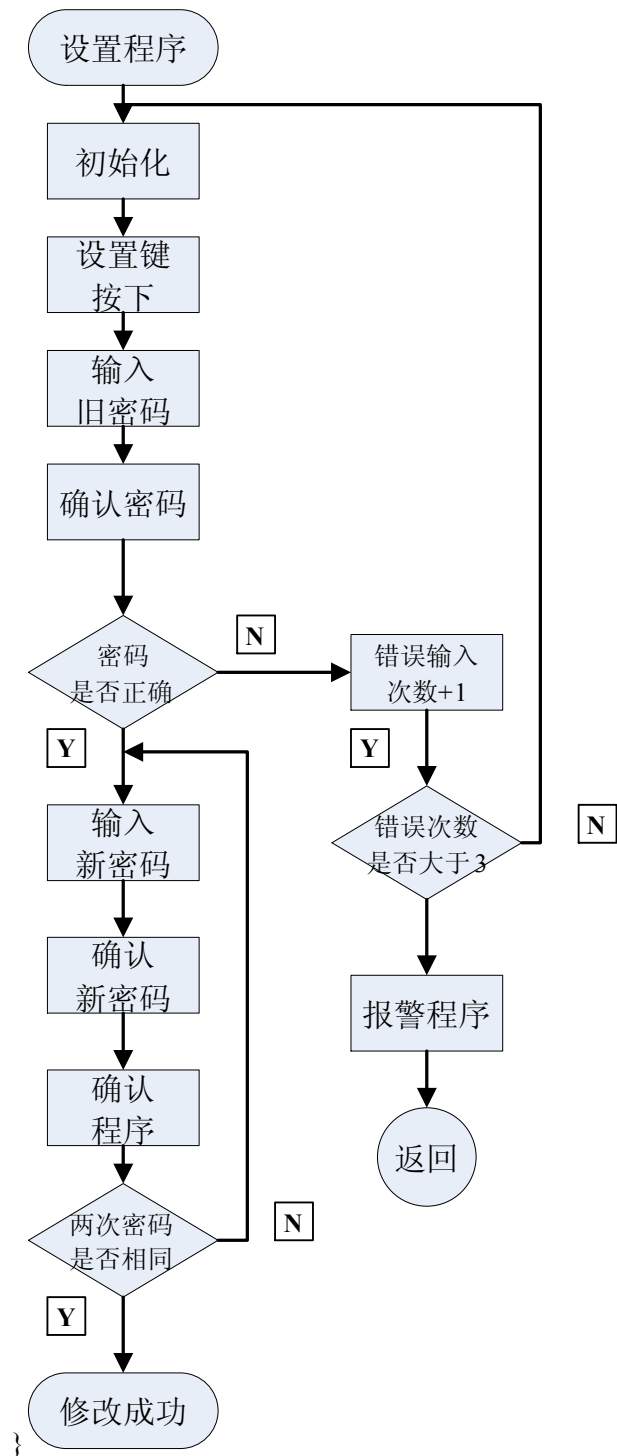 设置程序
初始化
设置键
按下
输入
旧密码
确认密码
密码
是否正确
N
错误输入
次数+1
Y
Y
输入
新密码
错误次数
是否大于3
N
确认
新密码
报警程序
确认
程序
返回
两次密码
是否相同
N
Y
修改成功
}